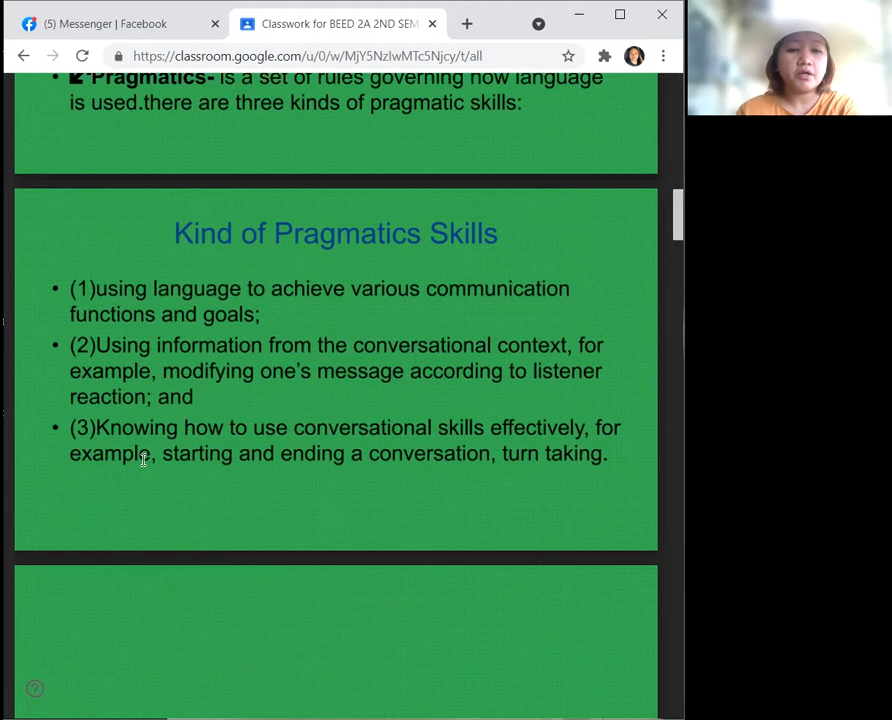 (5) Messenger | Facebook
Classwork for BEED 2A 2ND SEM
https://classroom.google.com/u/0/w/MjY5NzIwMTc5Njcy/t/all
• Pragmatics- is a set of rules governing how language
is used.there are three kinds of pragmatic skills:
Kind of Pragmatics Skills
• (1)using language to achieve various communication
functions and goals;
• (2)Using information from the conversational context, for
example, modifying one's message according to listener
reaction; and
• (3)Knowing how to use conversational skills effectively, for
example, starting and ending a conversation, turn taking.